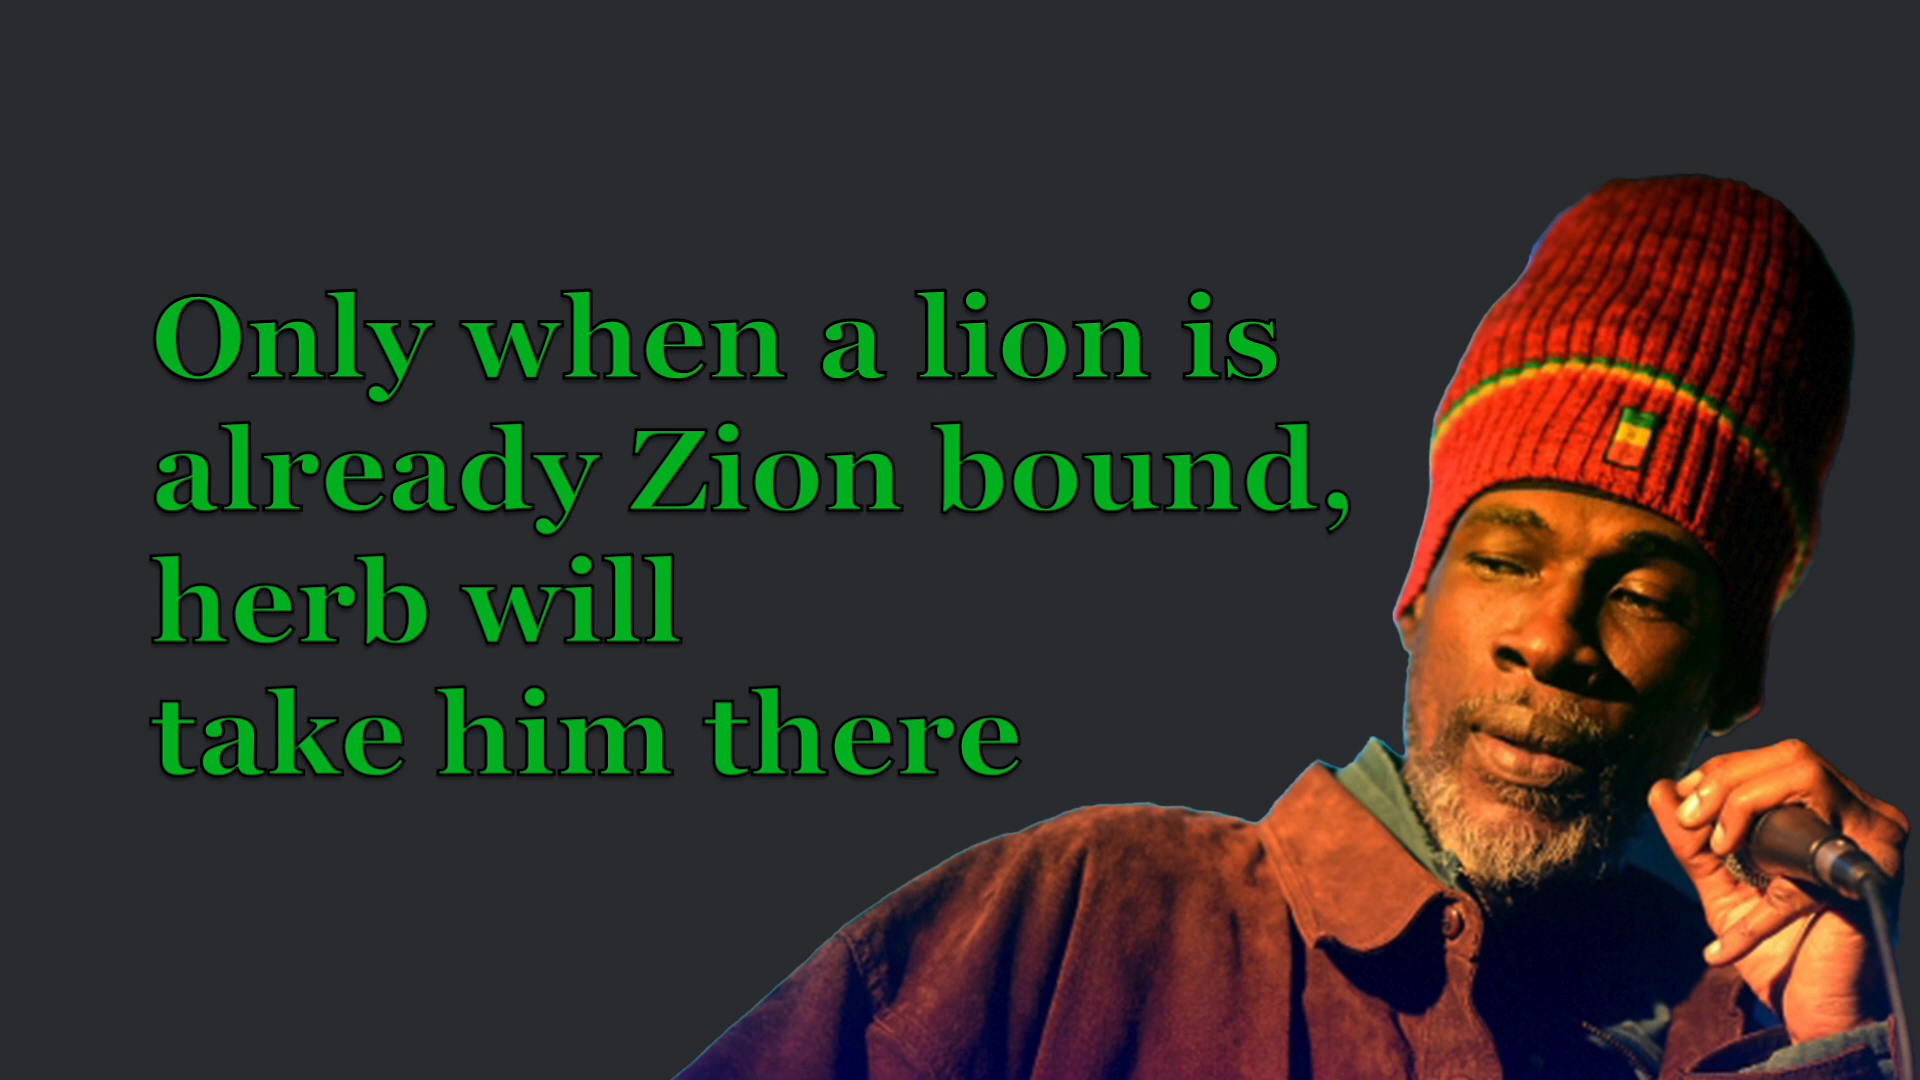 Only when a lion is
already Zion bound,
herb will
take him there